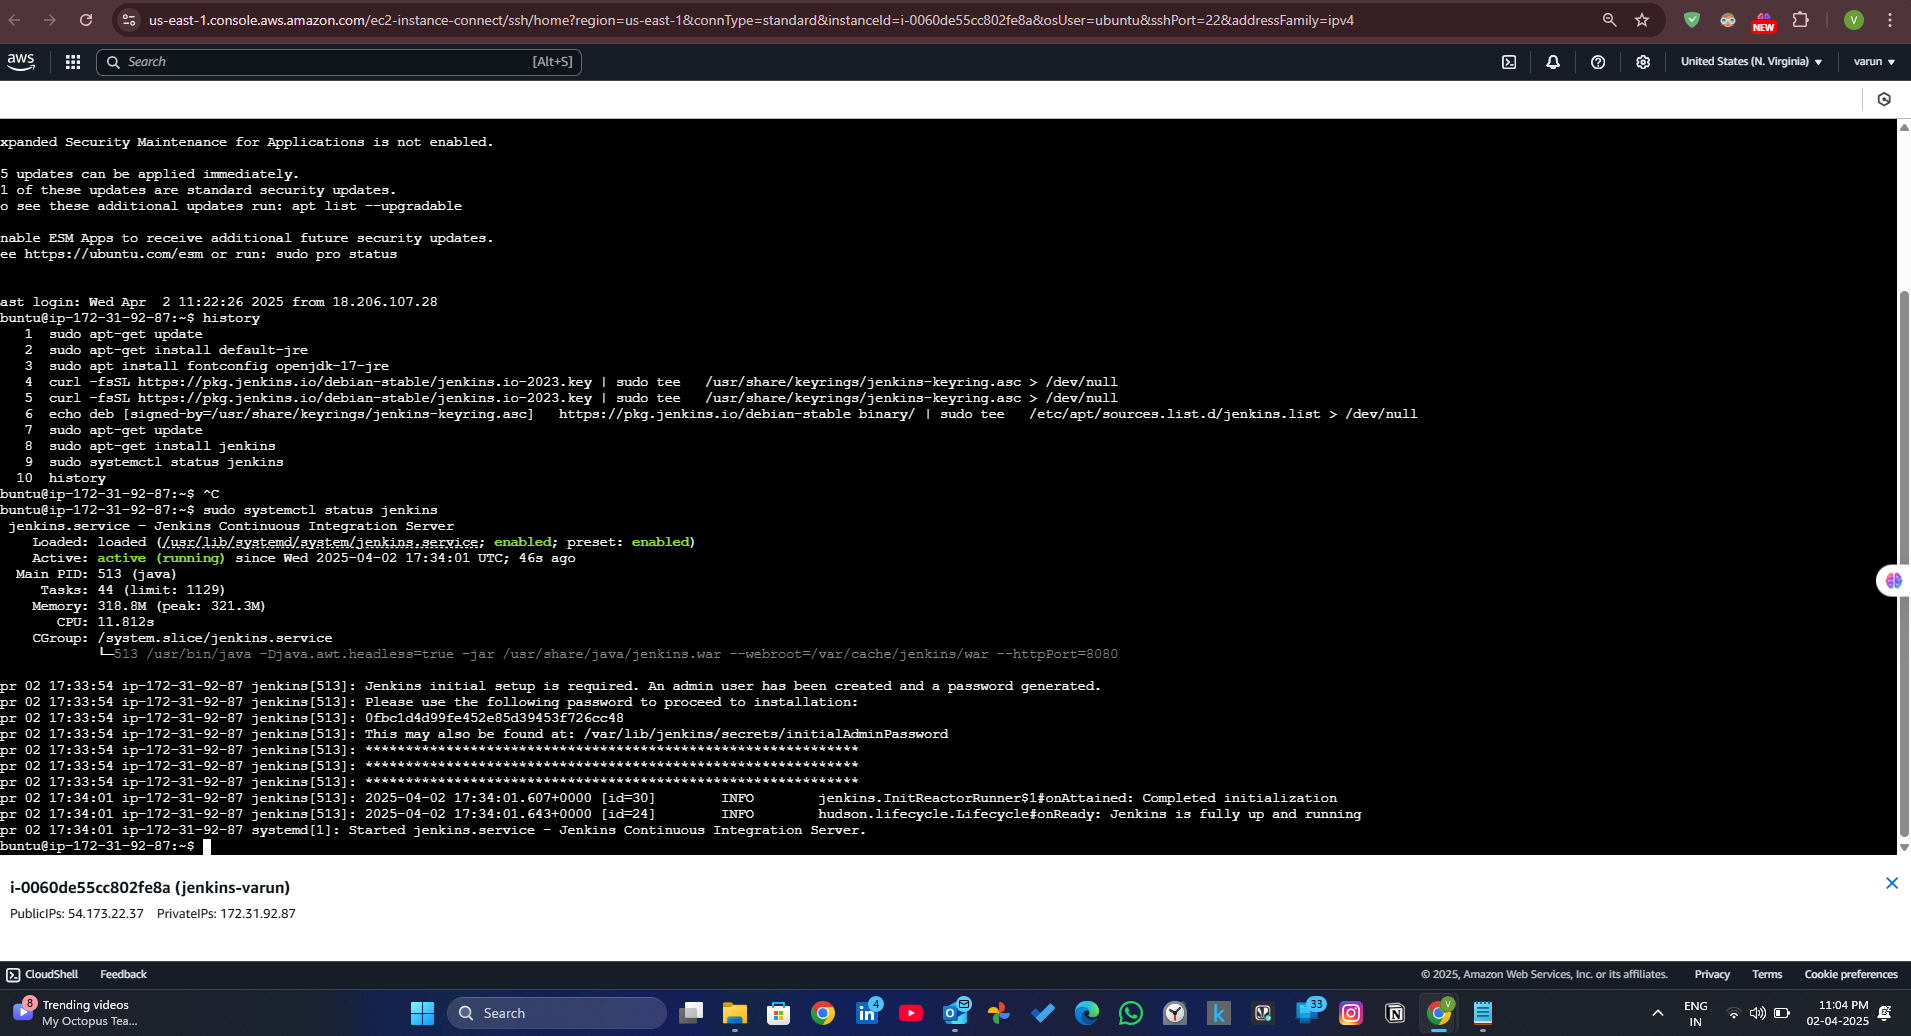 us-east-1.console.aws.amazon.com/ec2-instance-connect/ssh/home?region=us-east-1&connType=standard&instanceId=i-0060de55cc802fe8a&osUser=ubuntu&sshPort=22&addressFamily=ipv4
NEW
V
aws
Search
[Alt+S]
United States (N. Virginia)
varun
xpanded Security Maintenance for Applications is not enabled.
5 updates can be applied immediately.
1 of these updates are standard security updates.
o see these additional updates run: apt list --upgradable
nable ESM Apps to receive additional future security updates.
ee https://ubuntu.com/esm or run: sudo pro status
ast login: Wed Apr  2 11:22:26 2025 from 18.206.107.28
buntu@ip-172-31-92-87:~$ history
1  sudo apt-get update
2  sudo apt-get install default-jre
3  sudo apt install fontconfig openjdk-17-jre
4  curl -fsSL https://pkg.jenkins.io/debian-stable/jenkins.io-2023.key | sudo tee   /usr/share/keyrings/jenkins-keyring.asc > /dev/null
5  curl -fsSL https://pkg.jenkins.io/debian-stable/jenkins.io-2023.key | sudo tee   /usr/share/keyrings/jenkins-keyring.asc > /dev/null
6  echo deb [signed-by=/usr/share/keyrings/jenkins-keyring.asc]   https://pkg.jenkins.io/debian-stable binary/ | sudo tee   /etc/apt/sources.list.d/jenkins.list > /dev/null
7  sudo apt-get update
8  sudo apt-get install jenkins
9  sudo systemctl status jenkins
10  history
buntu@ip-172-31-92-87:~$ ^C
buntu@ip-172-31-92-87:~$ sudo systemctl status jenkins
jenkins.service - Jenkins Continuous Integration Server
Loaded: loaded (/usr/lib/systemd/system/jenkins.service; enabled; preset: enabled)
Active: active (running) since Wed 2025-04-02 17:34:01 UTC; 46s ago
Main PID: 513 (java)
Tasks: 44 (limit: 1129)
Memory: 318.8M (peak: 321.3M)
CPU: 11.812s
CGroup: /system.slice/jenkins.service
└─513 /usr/bin/java -Djava.awt.headless=true -jar /usr/share/java/jenkins.war --webroot=/var/cache/jenkins/war --httpPort=8080
pr 02 17:33:54 ip-172-31-92-87 jenkins[513]: Jenkins initial setup is required. An admin user has been created and a password generated.
pr 02 17:33:54 ip-172-31-92-87 jenkins[513]: Please use the following password to proceed to installation:
pr 02 17:33:54 ip-172-31-92-87 jenkins[513]: 0fbc1d4d99fe452e85d39453f726cc48
pr 02 17:33:54 ip-172-31-92-87 jenkins[513]: This may also be found at: /var/lib/jenkins/secrets/initialAdminPassword
pr 02 17:33:54 ip-172-31-92-87 jenkins[513]: *************************************************************
pr 02 17:33:54 ip-172-31-92-87 jenkins[513]: *************************************************************
pr 02 17:33:54 ip-172-31-92-87 jenkins[513]: *************************************************************
pr 02 17:34:01 ip-172-31-92-87 jenkins[513]: 2025-04-02 17:34:01.607+0000 [id=30]        INFO        jenkins.InitReactorRunner$1#onAttained: Completed initialization
pr 02 17:34:01 ip-172-31-92-87 jenkins[513]: 2025-04-02 17:34:01.643+0000 [id=24]        INFO        hudson.lifecycle.Lifecycle#onReady: Jenkins is fully up and running
pr 02 17:34:01 ip-172-31-92-87 systemd[1]: Started jenkins.service - Jenkins Continuous Integration Server.
buntu@ip-172-31-92-87:~$
i-0060de55cc802fe8a (jenkins-varun)
PublicIPs: 54.173.22.37    PrivateIPs: 172.31.92.87
CloudShell
Feedback
© 2025, Amazon Web Services, Inc. or its affiliates.
Privacy
Terms
Cookie preferences
8
Trending videos
My Octopus Tea...
Search
4
33
V
ENG
IN
11:04 PM
02-04-2025